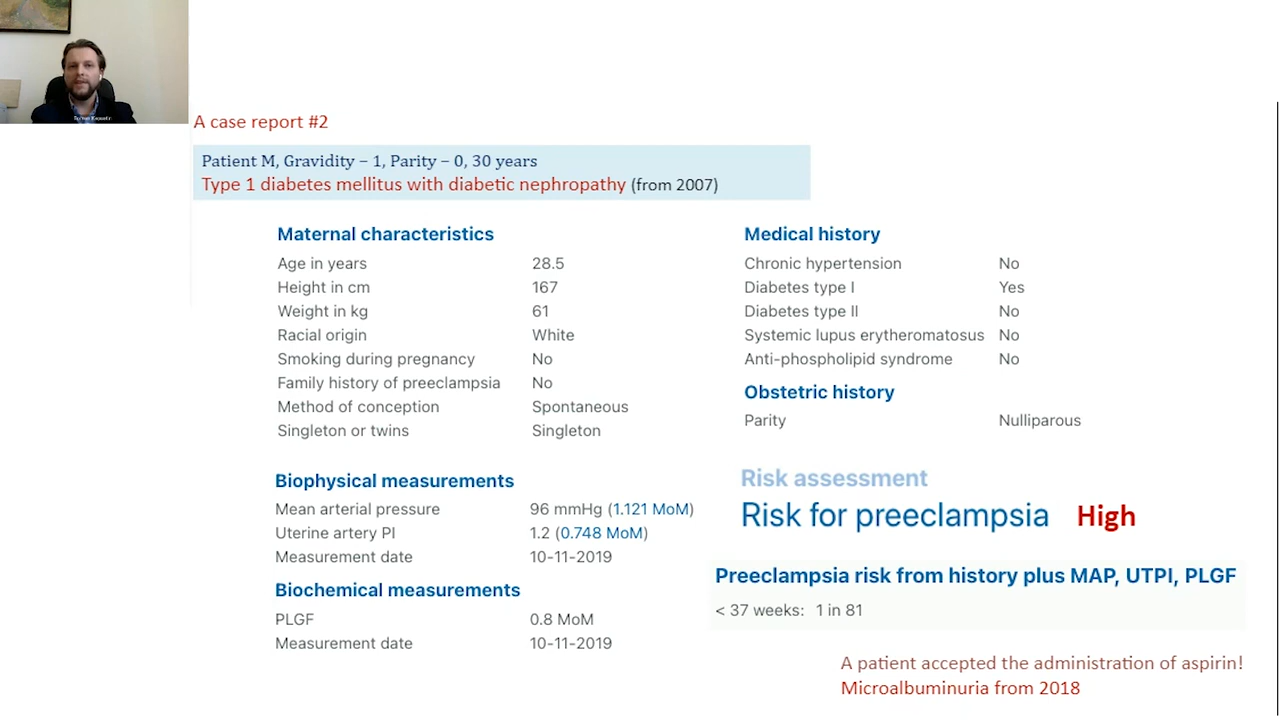 A case report #2
Patient M, Gravidity – 1, Parity – 0, 30 years
Type 1 diabetes mellitus with diabetic nephropathy (from 2007)
Maternal characteristics
Age in years 28.5
Height in cm 167
Weight in kg 61
Racial origin White
Smoking during pregnancy No
Family history of preeclampsia No
Method of conception Spontaneous
Singleton or twins Singleton
Biophysical measurements
Mean arterial pressure 96 mmHg (1.121 MoM)
Uterine artery PI 1.2 (0.748 MoM)
Measurement date 10-11-2019
Biochemical measurements
PLGF 0.8 MoM
Measurement date 10-11-2019
Medical history
Chronic hypertension No
Diabetes type I Yes
Diabetes type II No
Systemic lupus erytheromatosus No
Anti-phospholipid syndrome No
Obstetric history
Parity Nulliparous
Risk assessment
Risk for preeclampsia High
Preeclampsia risk from history plus MAP, UTPI, PLGF
< 37 weeks: 1 in 81
A patient accepted the administration of aspirin!
Microalbuminuria from 2018